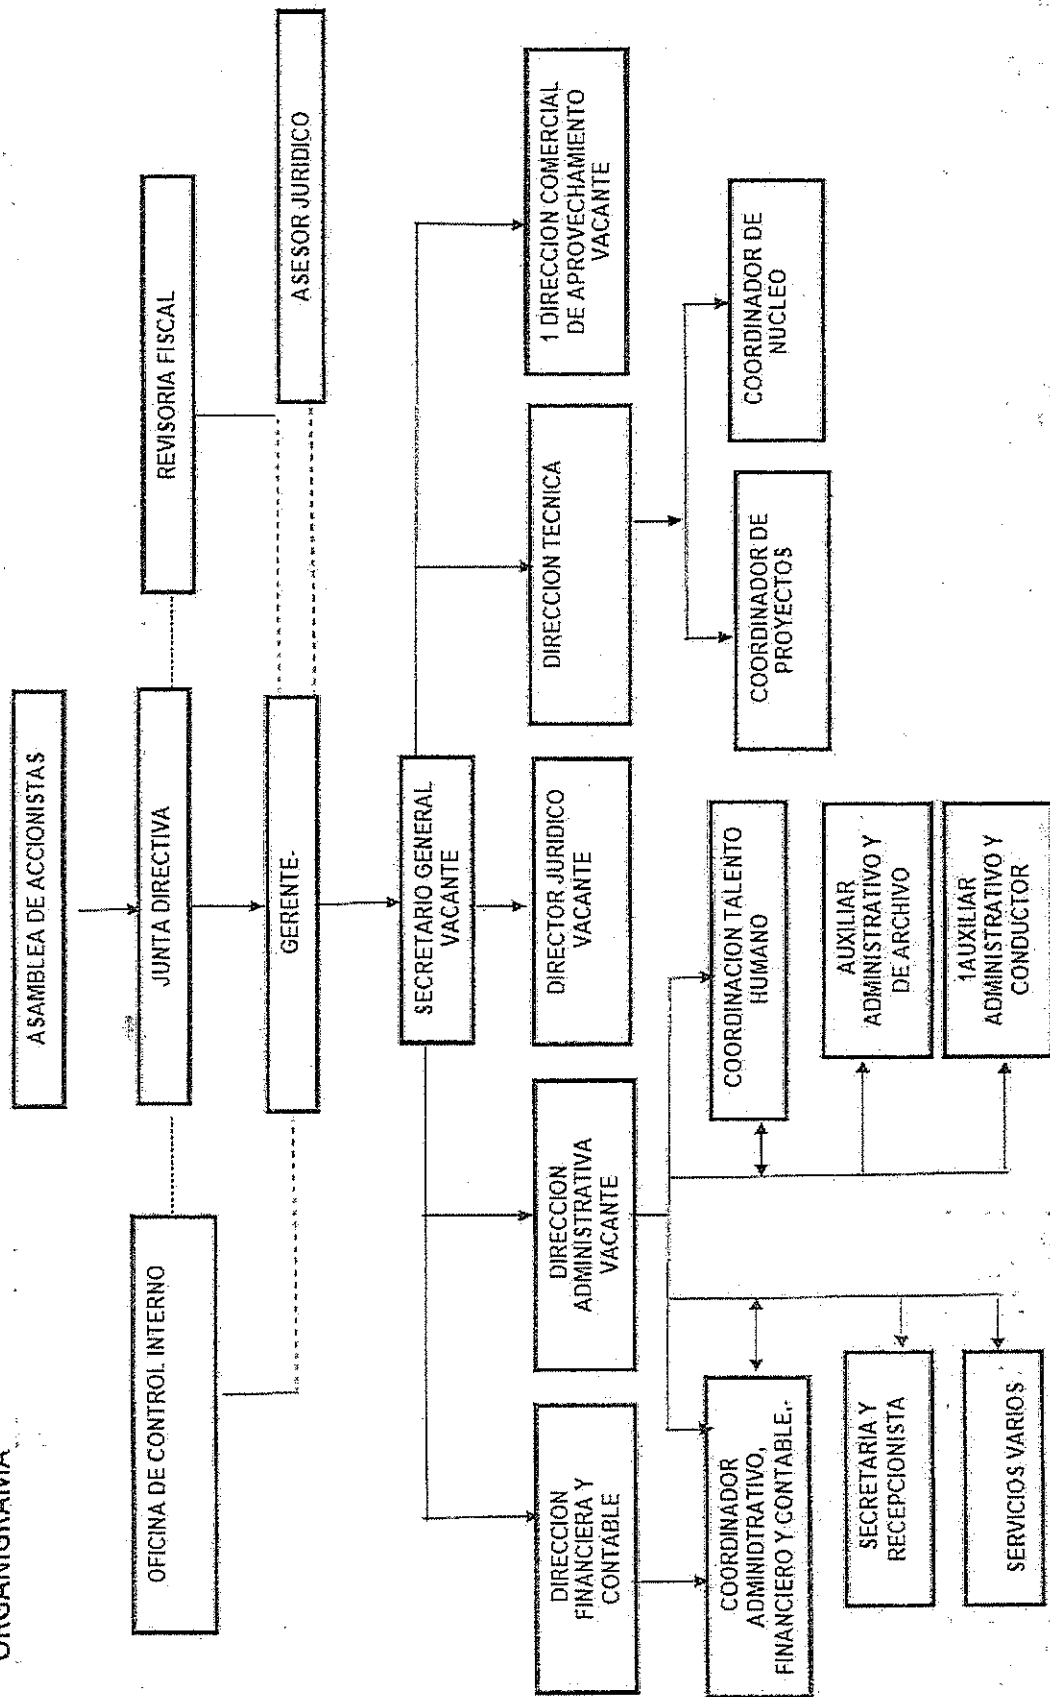 ORGANIGRAMA
ASAMBLEA DE ACCIONISTAS
OFICINA DE CONTROL INTERNO
JUNTA DIRECTIVA
REVISORIA FISCAL
GERENTE-
ASESOR JURIDICO
SECRETARIO GENERAL
VACANTE
DIRECCION
FINANCIERA Y
CONTABLE
DIRECCION
ADMINISTRATIVA
VACANTE
DIRECTOR JURIDICO
VACANTE
DIRECCION TECNICA
1 DIRECCION COMERCIAL
DE APROVECHAMIENTO
VACANTE
COORDINADOR
ADMINIDTRATIVO,
FINANCIERO Y CONTABLE.-
COORDINACION TALENTO
HUMANO
COORDINADOR DE
PROYECTOS
COORDINADOR DE
NUCLEO
SECRETARIA Y
RECEPCIONISTA
AUXILIAR
ADMINISTRATIVO Y
DE ARCHIVO
SERVICIOS VARIOS
1AUXILIAR
ADMINISTRATIVO Y
CONDUCTOR